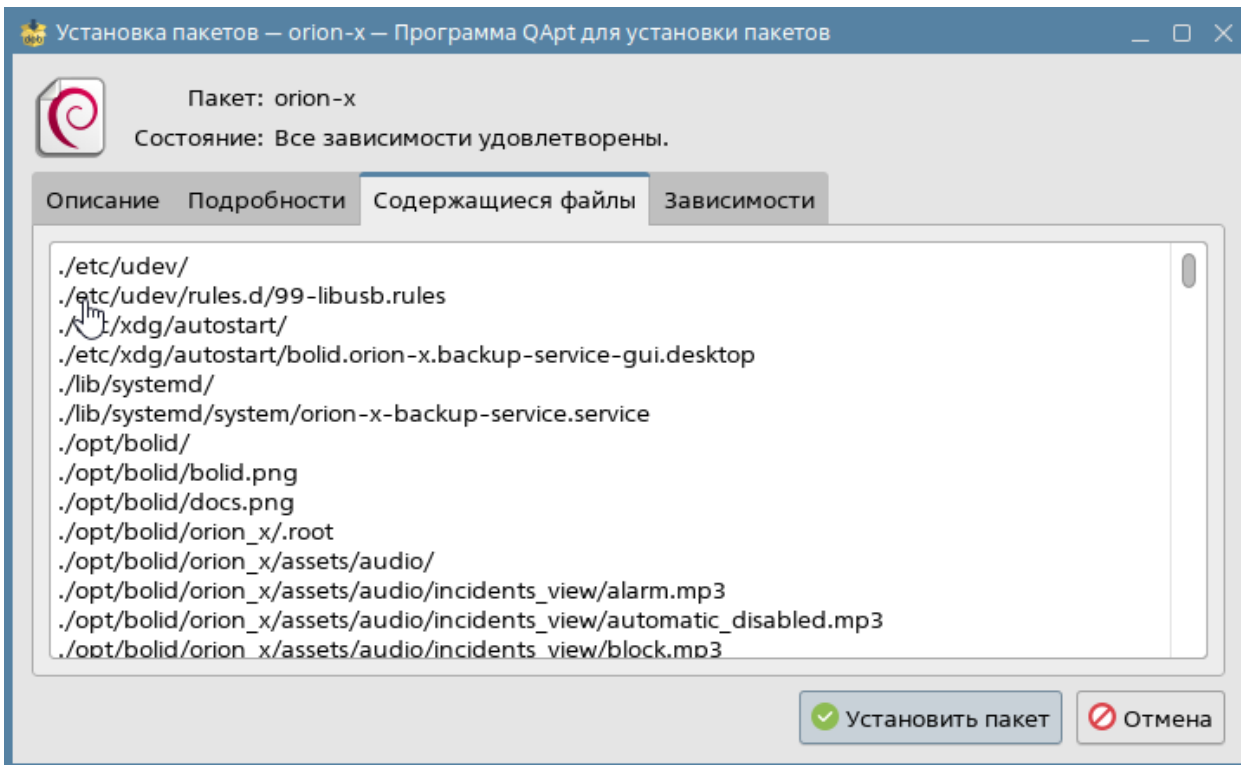 Установка пакетов — orion-x — Программа QApt для установки пакетов
Пакет: orion-x
Состояние: Все зависимости удовлетворены.
Описание Подробности Содержащиеся файлы Зависимости
./etc/udev/
./etc/udev/rules.d/99-libusb.rules
./etc/xdg/autostart/
./etc/xdg/autostart/bolid.orion-x.backup-service-gui.desktop
./lib/systemd/
./lib/systemd/system/orion-x-backup-service.service
./opt/bolid/
./opt/bolid/bolid.png
./opt/bolid/docs.png
./opt/bolid/orion_x/.root
./opt/bolid/orion_x/assets/audio/
./opt/bolid/orion_x/assets/audio/incidents_view/alarm.mp3
./opt/bolid/orion_x/assets/audio/incidents_view/automatic_disabled.mp3
./opt/bolid/orion_x/assets/audio/incidents_view/block.mp3
Установить пакет Отмена